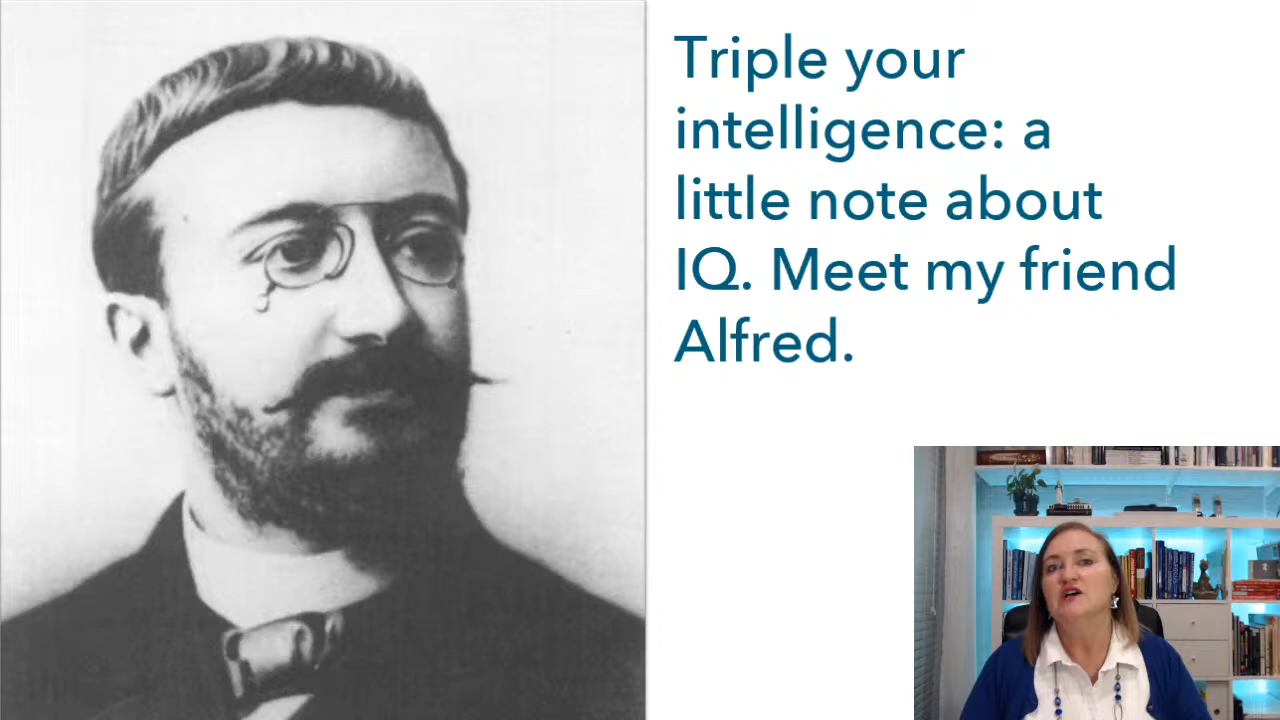 Triple your
intelligence: a
little note about
IQ. Meet my friend
Alfred.